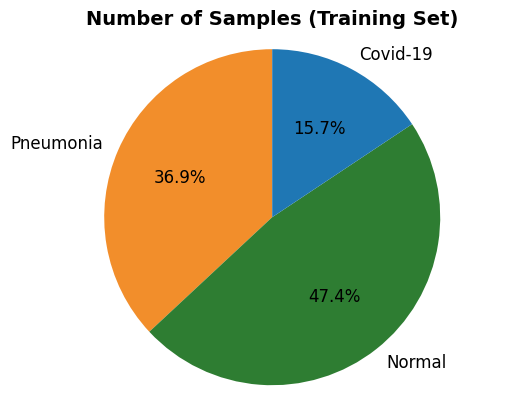 Number of Samples (Training Set)
Covid-19
15.7%
Pneumonia
36.9%
47.4%
Normal